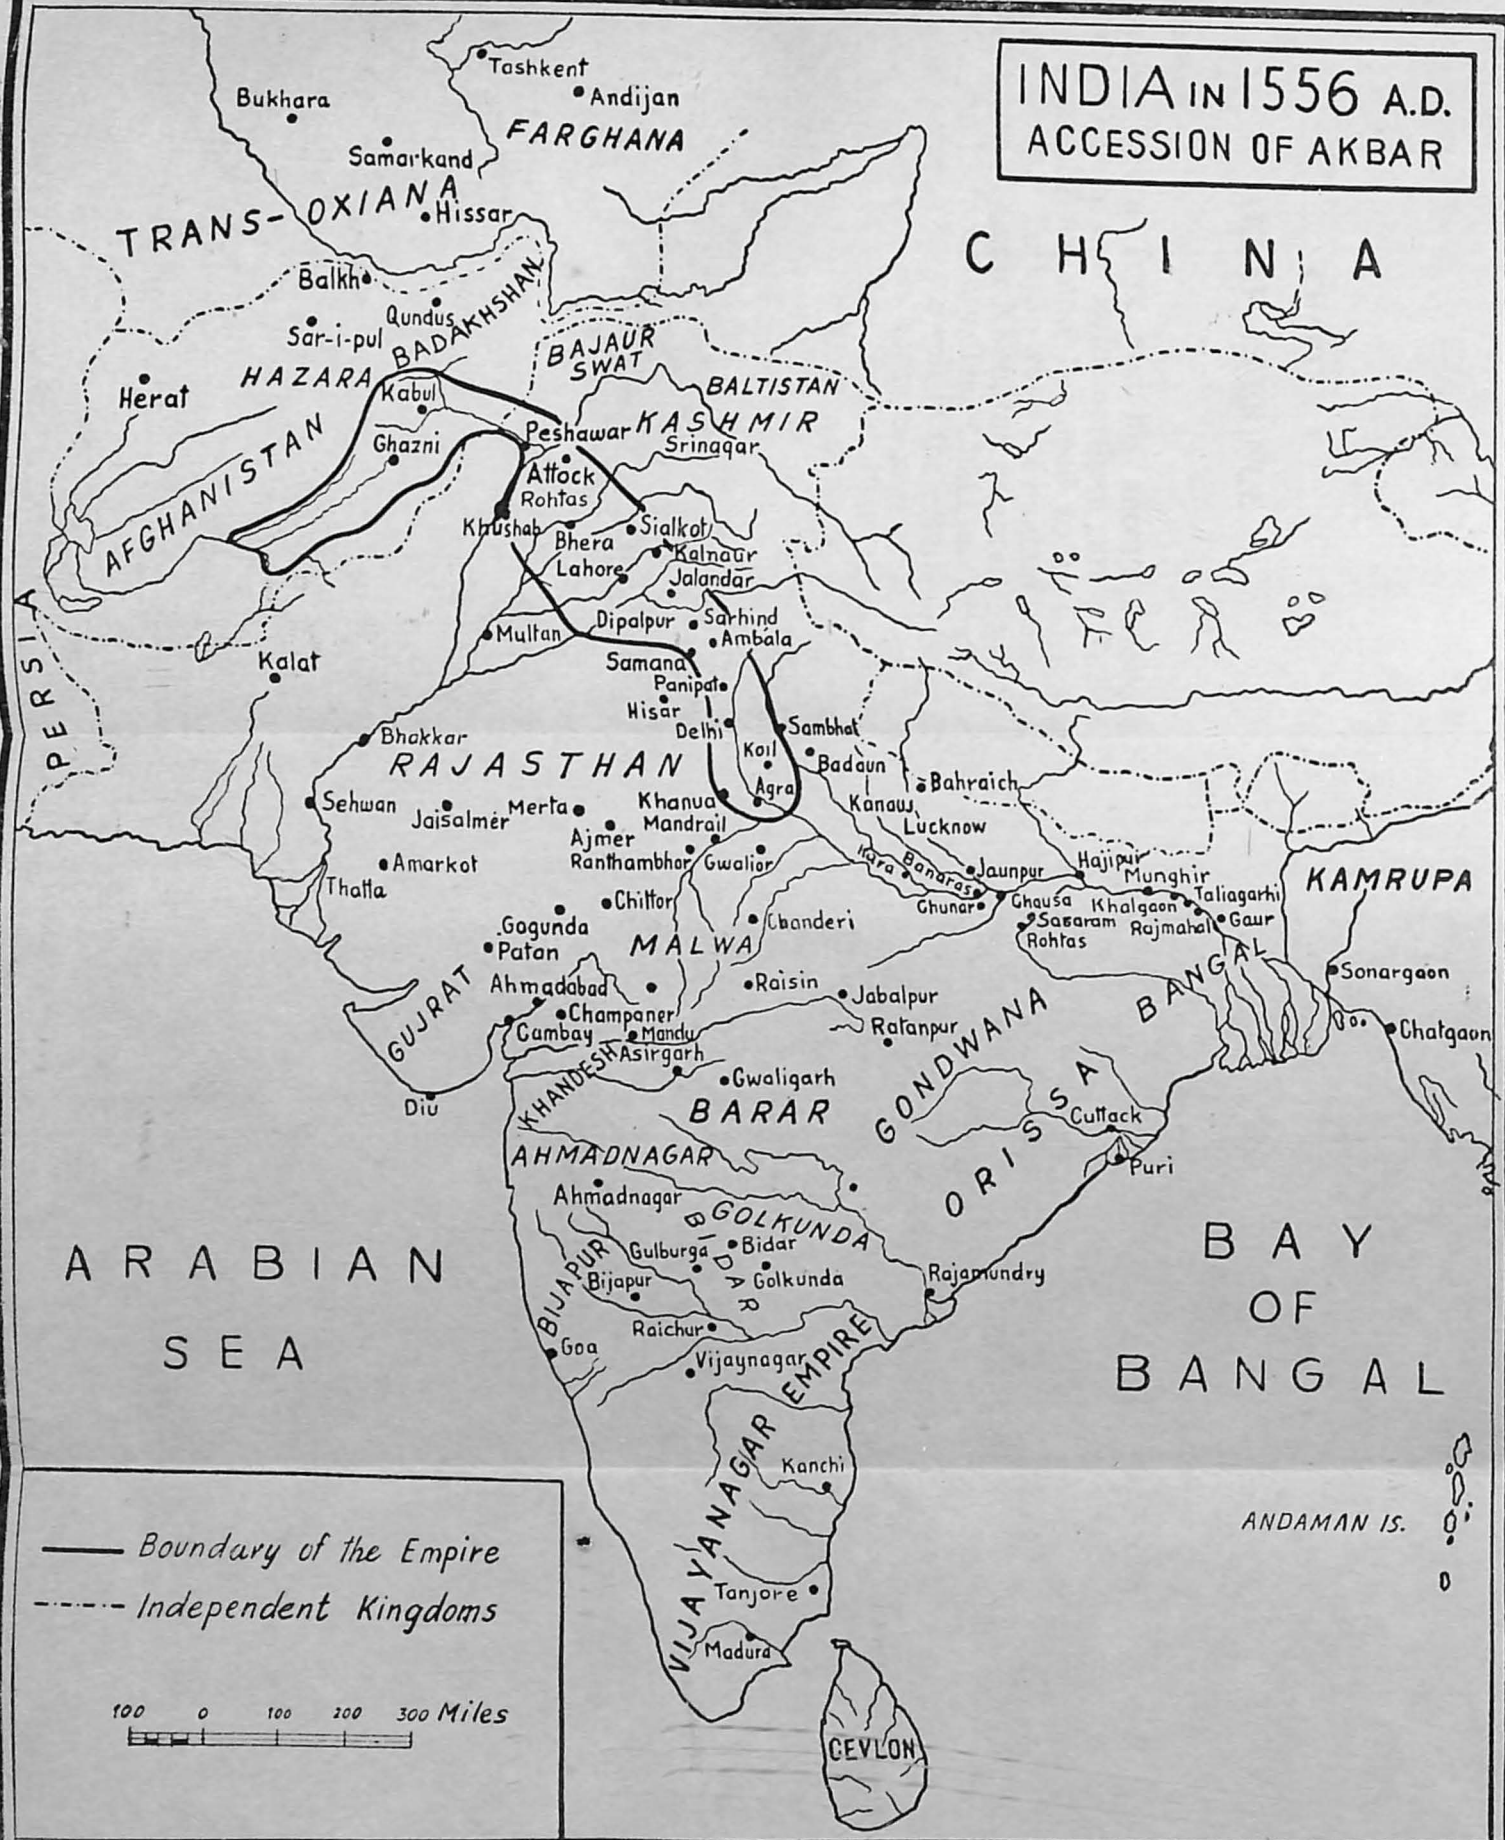 INDIA IN 1556 A.D.
ACCESSION OF AKBAR
Tashkent
Bukhara
Andijan
FARGHANA
Samarkand
TRANS-OXIANA
Hissar
CHINA
Balkh
Qundus
BADAKHSHAN
Sar-i-pul
BAJAUR
SWAT
HAZARA
BALTISTAN
Herat
Kabul
KASHMIR
Peshawar
Srinagar
Ghazni
AFGHANISTAN
Attock
Rohtas
Khushab
Sialkot
Bhera
Kalnaur
Lahore
Jalandar
Dipalpur
Sarhind
Multan
Ambala
PERSIA
Kalat
Samana
Panipat
Hisar
Delhi
Sambhat
Bhakkar
RAJASTHAN
Koil
Badaun
Bahraich
Agra
Sehwan
Jaisalmer
Merta
Khanua
Kanauj
Mandrail
Lucknow
Ajmer
Ranthambhor
Gwalior
Kara
Banaras
Jaunpur
Hajipur
Munghir
Amarkot
Thatta
KAMRUPA
Chunar
Chausa
Khalgaon
Taliagarhi
Chittor
Chanderi
Sasaram
Rajmahal
Gaur
Rohtas
Gogunda
Patan
MALWA
BANGAL
Sonargaon
Ahmadabad
Raisin
Jabalpur
GUJRAT
Champaner
Cambay
Mandu
Ratanpur
GONDWANA
Chatgaon
KHANDESH
Asirgarh
Gwaligarh
Diu
BARAR
ORISSA
Cuttack
Puri
AHMADNAGAR
Ahmadnagar
GOLKUNDA
BIDAR
BIJAPUR
Gulburga
Bidar
Bijapur
Golkunda
Rajamundry
Raichur
Goa
Vijaynagar
ARABIAN
SEA
BAY
OF
BANGAL
VIJAYANAGAR EMPIRE
Kanchi
ANDAMAN IS.
Tanjore
Madura
CEYLON
Boundary of the Empire
Independent Kingdoms
100 0 100 200 300 Miles